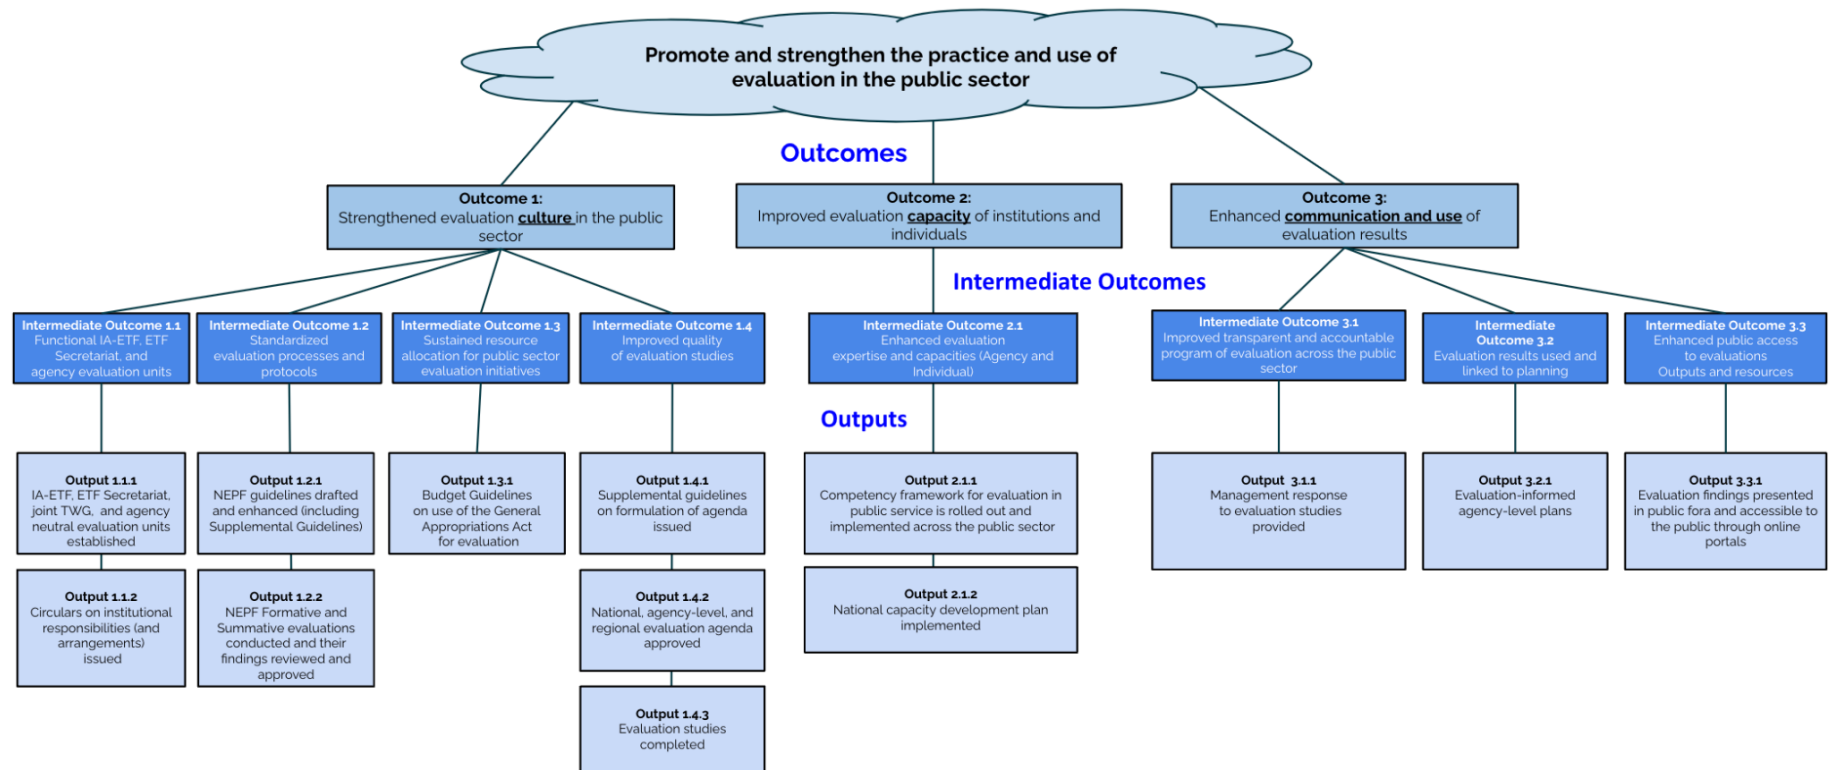 Promote and strengthen the practice and use of
evaluation in the public sector
Outcomes
Outcome 1:
Strengthened evaluation culture in the public
sector
Outcome 2:
Improved evaluation capacity of institutions and
individuals
Outcome 3:
Enhanced communication and use of
evaluation results
Intermediate Outcomes
Intermediate Outcome 1.1
Functional IA-ETF, ETF
Secretariat, and
agency evaluation units
Intermediate Outcome 1.2
Standardized
evaluation processes and
protocols
Intermediate Outcome 1.3
Sustained resource
allocation for public sector
evaluation initiatives
Intermediate Outcome 1.4
Improved quality
of evaluation studies
Intermediate Outcome 2.1
Enhanced evaluation
expertise and capacities (Agency and
Individual)
Intermediate Outcome 3.1
Improved transparent and accountable
program of evaluation across the public
sector
Intermediate
Outcome 3.2
Evaluation results used and
linked to planning
Intermediate Outcome 3.3
Enhanced public access
to evaluations
Outputs and resources
Outputs
Output 1.1.1
IA-ETF, ETF Secretariat,
joint TWG, and agency
neutral evaluation units
established
Output 1.2.1
NEPF guidelines drafted
and enhanced (including
Supplemental Guidelines)
Output 1.3.1
Budget Guidelines
on use of the General
Appropriations Act
for evaluation
Output 1.4.1
Supplemental guidelines
on formulation of agenda
issued
Output 2.1.1
Competency framework for evaluation in
public service is rolled out and
implemented across the public sector
Output 3.1.1
Management response
to evaluation studies
provided
Output 3.2.1
Evaluation-informed
agency-level plans
Output 3.3.1
Evaluation findings presented
in public fora and accessible to
the public through online
portals
Output 1.1.2
Circulars on institutional
responsibilities (and
arrangements)
issued
Output 1.2.2
NEPF Formative and
Summative evaluations
conducted and their
findings reviewed and
approved
Output 1.4.2
National, agency-level, and
regional evaluation agenda
approved
Output 2.1.2
National capacity development plan
implemented
Output 1.4.3
Evaluation studies
completed